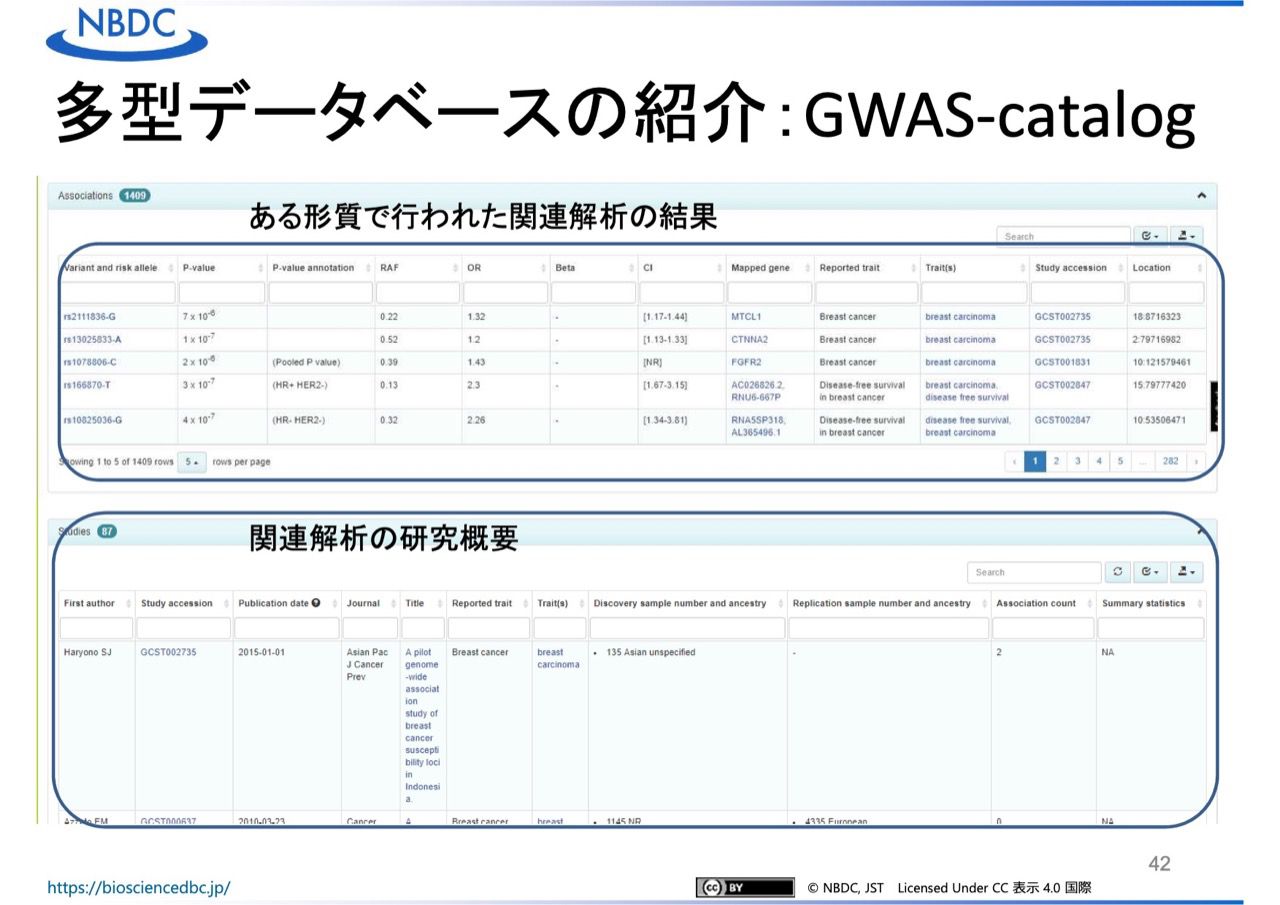 NBDC
多型データベースの紹介：GWAS-catalog
Associations 1409
ある形質で行われた関連解析の結果
Search
Variant and risk allele P-value P-value annotation RAF OR Beta CI Mapped gene Reported trait Trait(s) Study accession Location
rs2111836-G 7 x 10-6 0.22 1.32 - [1.17-1.44] MTCL1 Breast cancer breast carcinoma GCST002735 18:8716323
rs13025833-A 1 x 10-7 0.52 1.2 - [1.13-1.33] CTNNA2 Breast cancer breast carcinoma GCST002735 2:79716982
rs1078806-C 2 x 10-6 (Pooled P value) 0.39 1.43 [NR] FGFR2 Breast cancer breast carcinoma GCST001831 10:121579461
rs166870-T 3 x 10-7 (HR+ HER2-) 0.13 2.3 - [1.67-3.15] AC026826.2, Disease-free survival breast carcinoma, GCST002847 15:79777420
RNU6-667P in breast cancer disease free survival
rs10825036-G 4 x 10-7 (HR- HER2-) 0.32 2.26 - [1.34-3.81] RNA5SP318, Disease-free survival disease free survival, GCST002847 10:53506471
AL365496.1 in breast cancer breast carcinoma
Showing 1 to 5 of 1409 rows 5 rows per page ‹ 1 2 3 4 5 ... 282 ›
Studies 87
関連解析の研究概要
Search
First author Study accession Publication date Journal Title Reported trait Trait(s) Discovery sample number and ancestry Replication sample number and ancestry Association count Summary statistics
Haryono SJ GCST002735 2015-01-01 Asian Pac A pilot Breast cancer breast • 135 Asian unspecified - 2 NA
J Cancer genome carcinoma
Prev -wide
associat
ion
study of
breast
cancer
suscepti
bility loci
in
Indonesi
a.
GCST000637 2010-03-23 Cancer A Breast cancer breast • 1145 NR • 4335 European 0 NA
42
https://biosciencedbc.jp/
cc BY © NBDC, JST Licensed Under CC 表示 4.0 国際